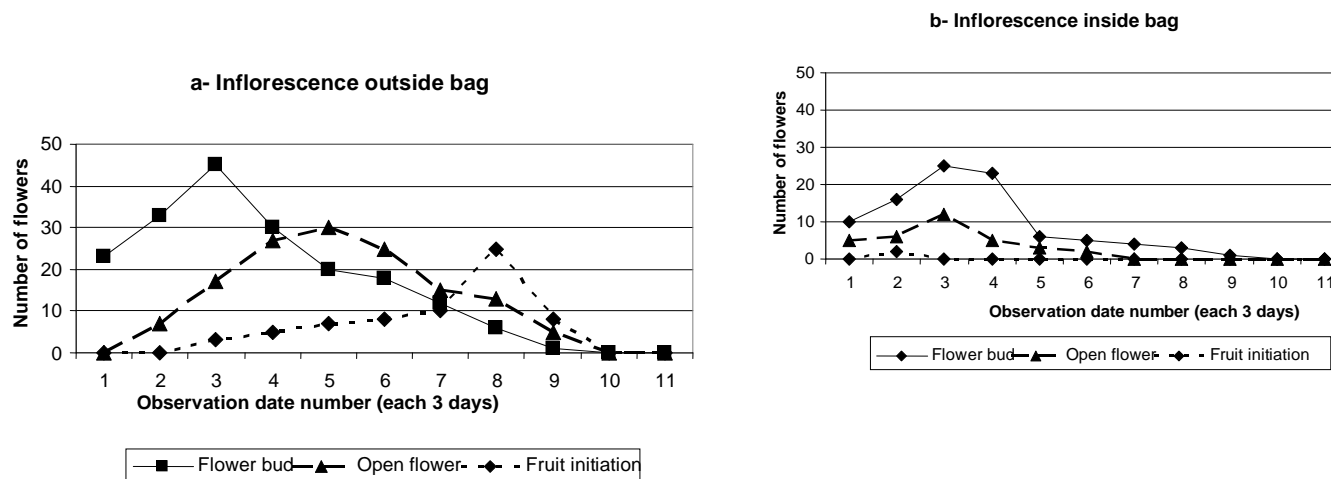 a- Inflorescence outside bag
Number of flowers
50
40
30
20
10
0
1 2 3 4 5 6 7 8 9 10 11
Observation date number (each 3 days)
Flower bud Open flower Fruit initiation
b- Inflorescence inside bag
Number of flowers
50
40
30
20
10
0
1 2 3 4 5 6 7 8 9 10 11
Observation date number (each 3 days)
Flower bud Open flower Fruit initiation